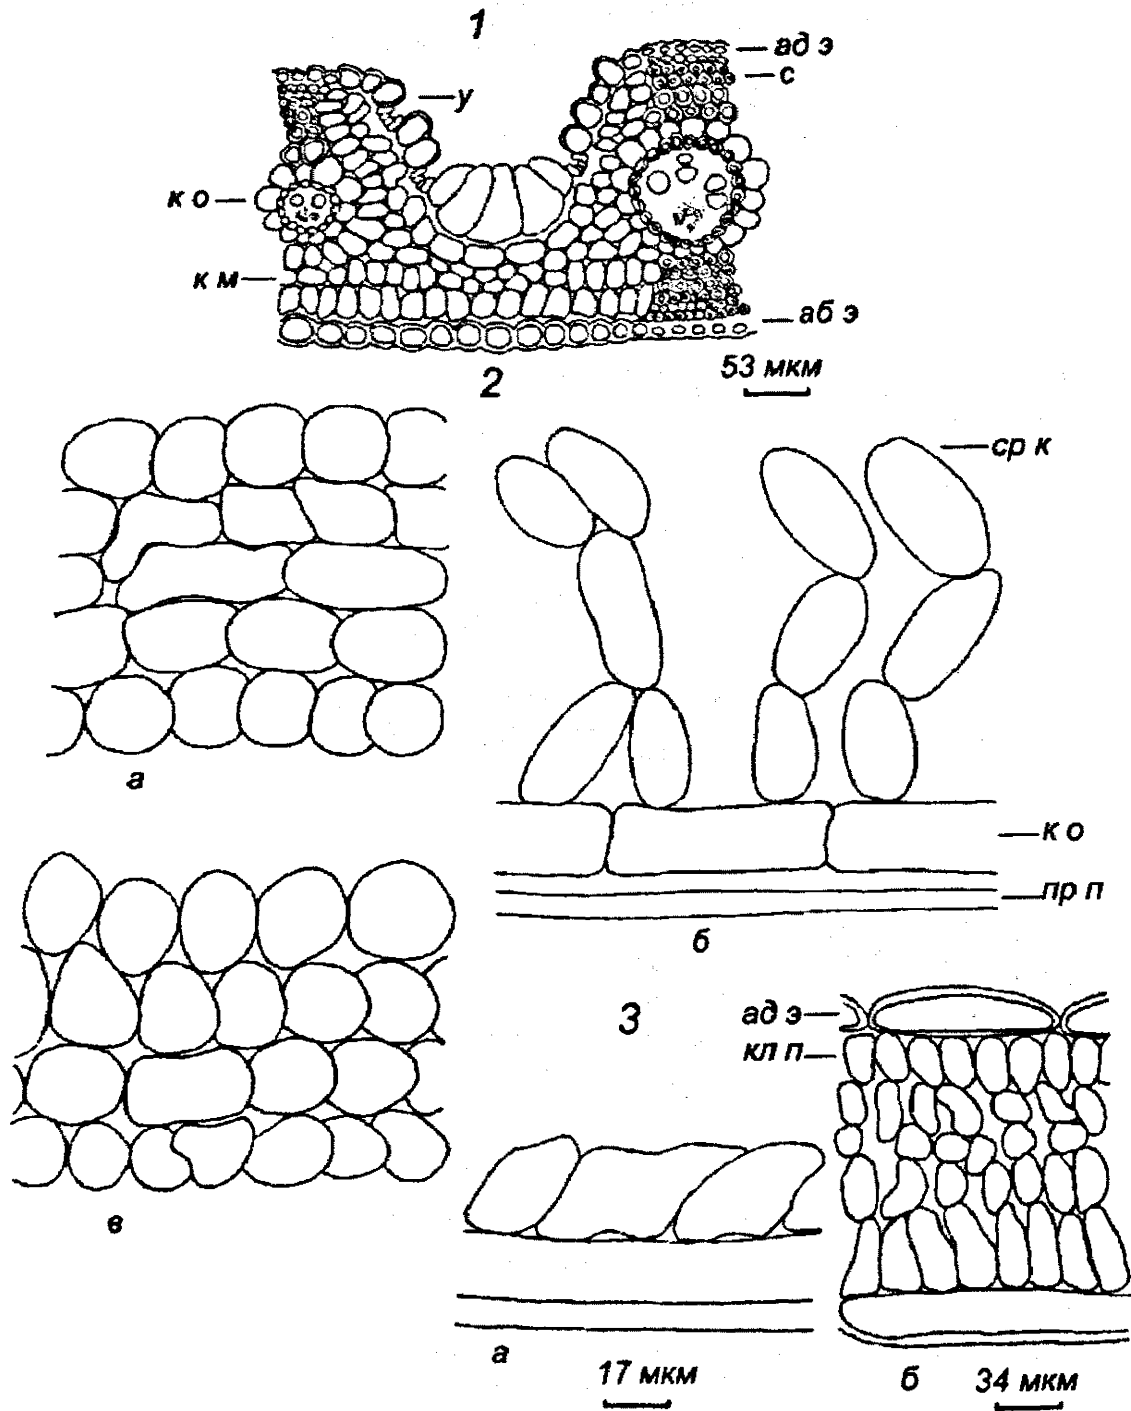 1
ад э
с
у
к о
к м
аб э
53 мкм
2
ср к
а
к о
пр п
б
в
3
ад э
кл п
а
17 мкм
б
34 мкм